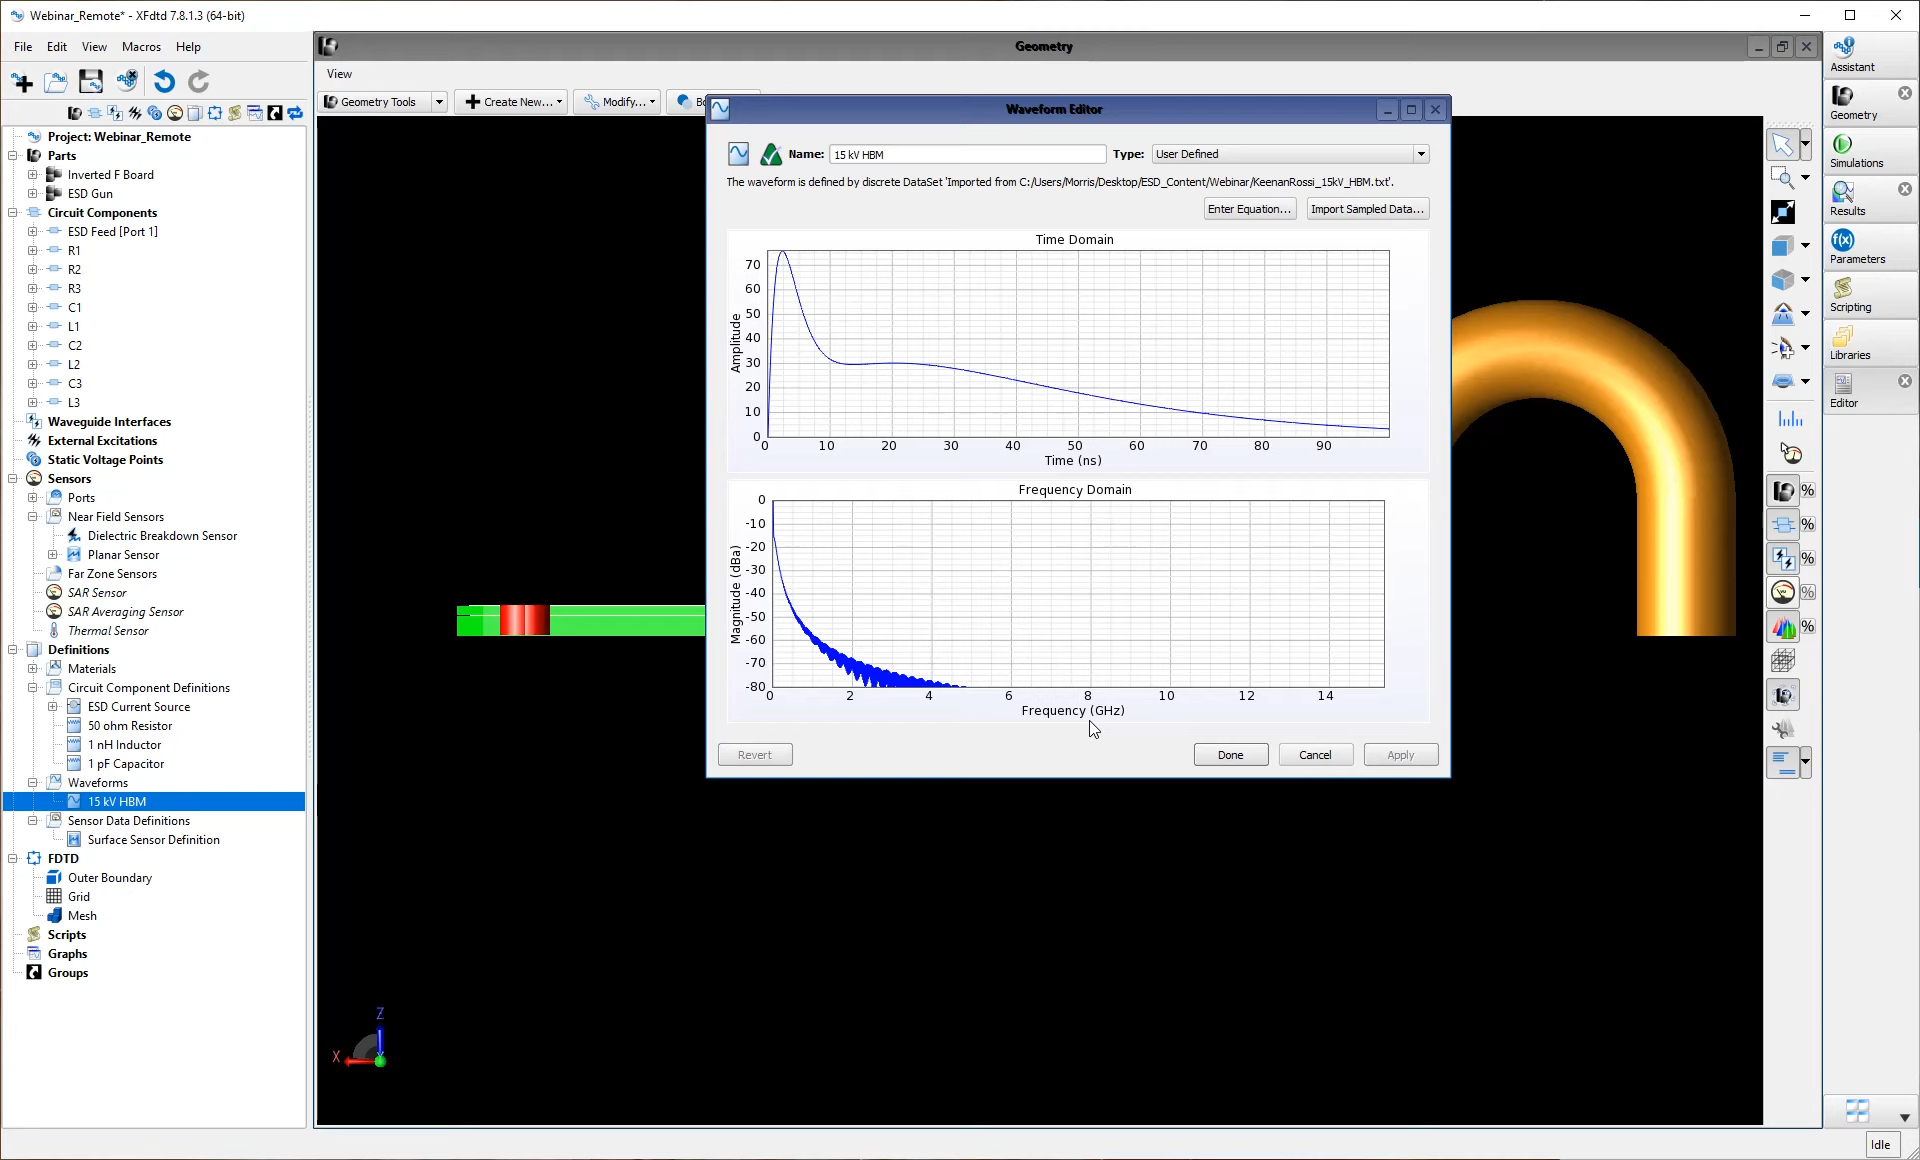 Webinar_Remote* - XFdtd 7.8.1.3 (64-bit)
File Edit View Macros Help
Project: Webinar_Remote
Parts
Inverted F Board
ESD Gun
Circuit Components
ESD Feed [Port 1]
R1
R2
R3
C1
L1
C2
L2
C3
L3
Waveguide Interfaces
External Excitations
Static Voltage Points
Sensors
Ports
Near Field Sensors
Dielectric Breakdown Sensor
Planar Sensor
Far Zone Sensors
SAR Sensor
SAR Averaging Sensor
Thermal Sensor
Definitions
Materials
Circuit Component Definitions
ESD Current Source
50 ohm Resistor
1 nH Inductor
1 pF Capacitor
Waveforms
15 kV HBM
Sensor Data Definitions
Surface Sensor Definition
FDTD
Outer Boundary
Grid
Mesh
Scripts
Graphs
Groups
Geometry
View
Geometry Tools Create New... Modify...
Waveform Editor
Name: 15 kV HBM Type: User Defined
The waveform is defined by discrete DataSet 'Imported from C:/Users/Morris/Desktop/ESD_Content/Webinar/KeenanRossi_15kV_HBM.txt'.
Enter Equation... Import Sampled Data...
Time Domain
Amplitude
70
60
50
40
30
20
10
0
0 10 20 30 40 50 60 70 80 90
Time (ns)
Frequency Domain
Magnitude (dBa)
0
-10
-20
-30
-40
-50
-60
-70
-80
0 2 4 6 8 10 12 14
Frequency (GHz)
Revert Done Cancel Apply
Z
X
%
%
%
%
%
Assistant
Geometry
Simulations
Results
f(x)
Parameters
Scripting
Libraries
Editor
Idle